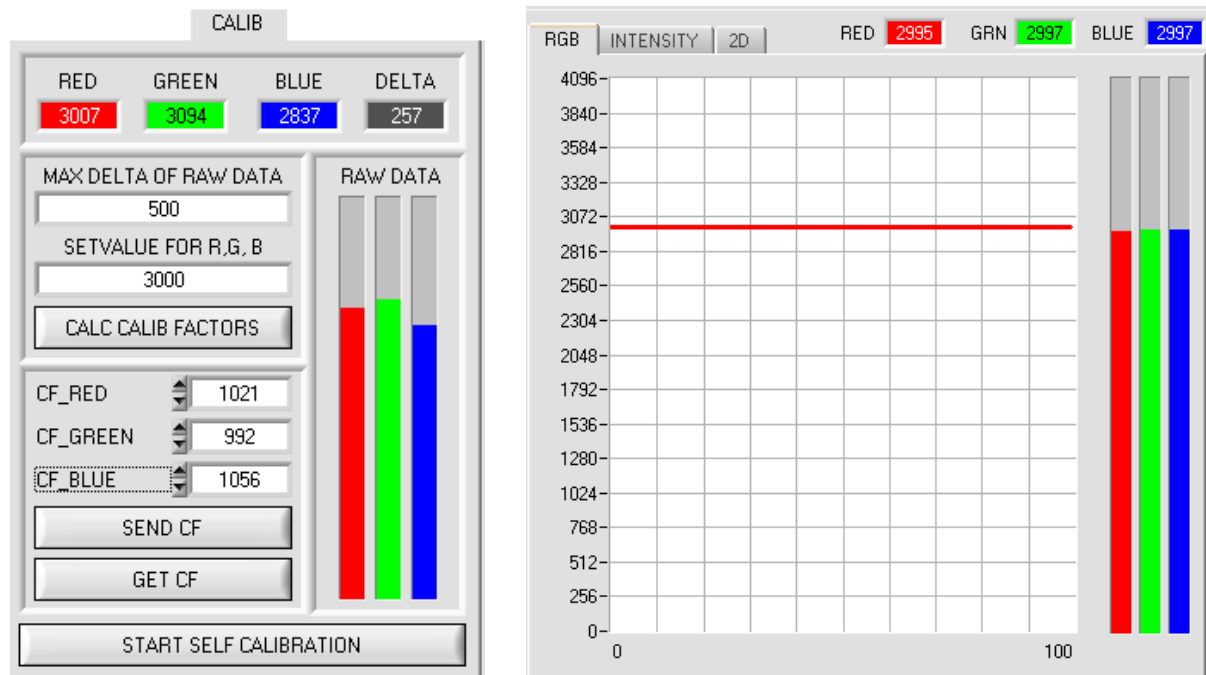 CALIB
RED GREEN BLUE DELTA
3007 3094 2837 257
MAX DELTA OF RAW DATA
500
SETVALUE FOR R,G, B
3000
CALC CALIB FACTORS
RAW DATA
CF_RED 1021
CF_GREEN 992
CF_BLUE 1056
SEND CF
GET CF
START SELF CALIBRATION
RGB INTENSITY 2D RED 2995 GRN 2997 BLUE 2997
4096
3840
3584
3328
3072
2816
2560
2304
2048
1792
1536
1280
1024
768
512
256
0
0 100